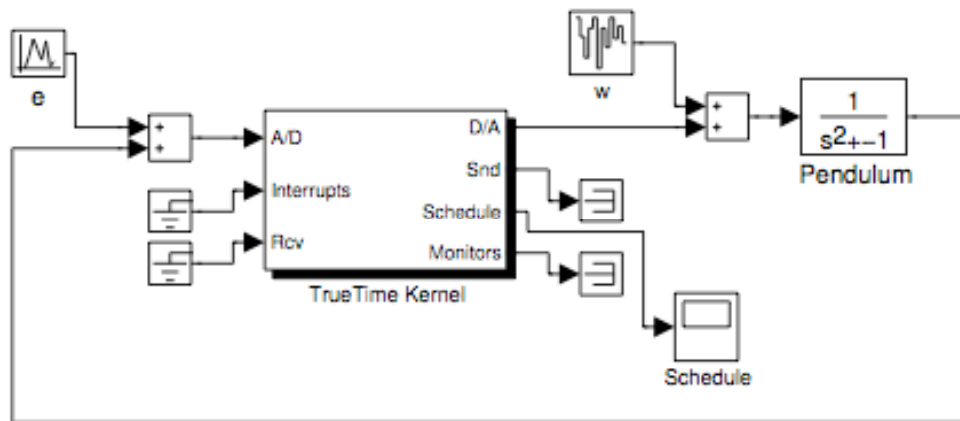 e
w
+
+
A/D
Interrupts
Rcv
D/A
Snd
Schedule
Monitors
TrueTime Kernel
+
+
1
s2+-1
Pendulum
Schedule